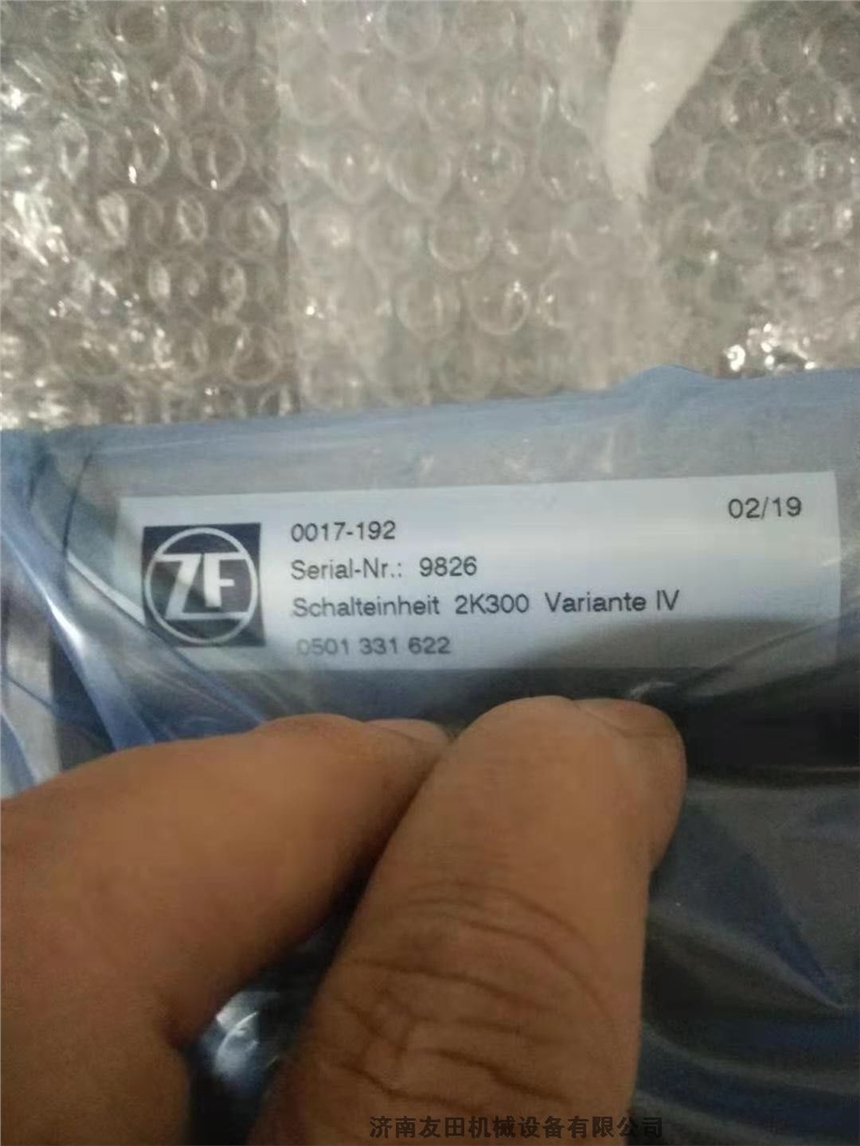 0017-192
02/19
ZF
Serial-Nr.: 9826
Schalteinheit 2K300 Variante IV
0501 331 622
济南友田机械设备有限公司